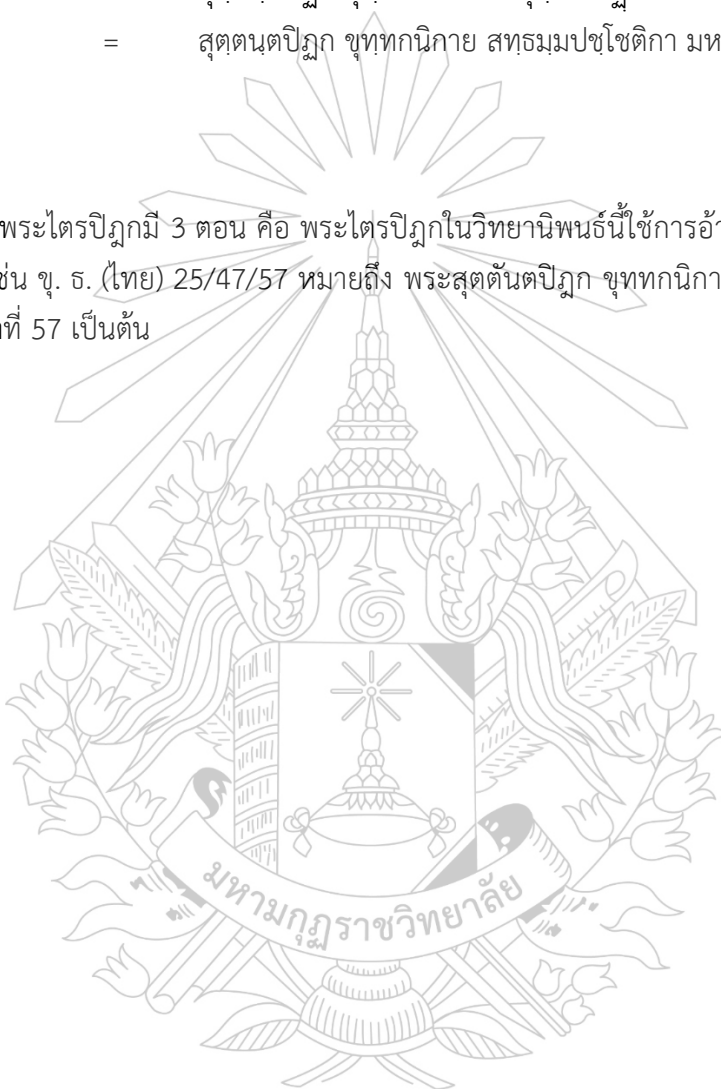 = สุตฺตนฺตปิฏก ขุทฺทกนิกาย สทฺธมฺมปชฺโชติกา มห
พระไตรปิฎกมี 3 ตอน คือ พระไตรปิฎกในวิทยานิพนธ์นี้ใช้การอ้า
ช่น ขุ. ธ. (ไทย) 25/47/57 หมายถึง พระสุตตันตปิฎก ขุททกนิกา
ที่ 57 เป็นต้น
มหามกุฏราชวิทยาลัย